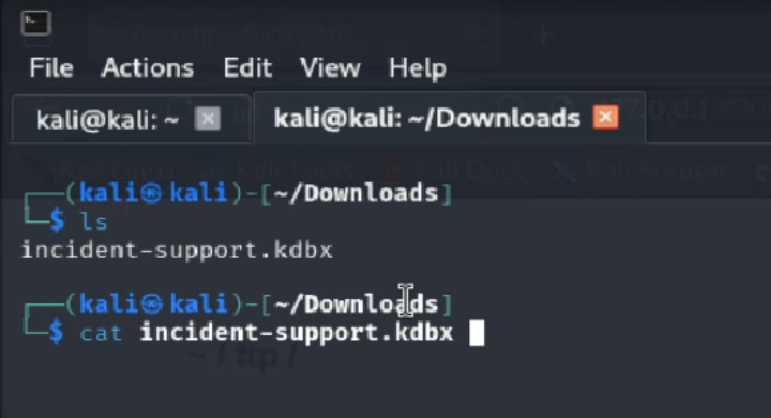 File Actions Edit View Help
kali@kali: ~ kali@kali: ~/Downloads
┌──(kali㉿kali)-[~/Downloads]
└─$ ls
incident-support.kdbx
┌──(kali㉿kali)-[~/Downloads]
└─$ cat incident-support.kdbx